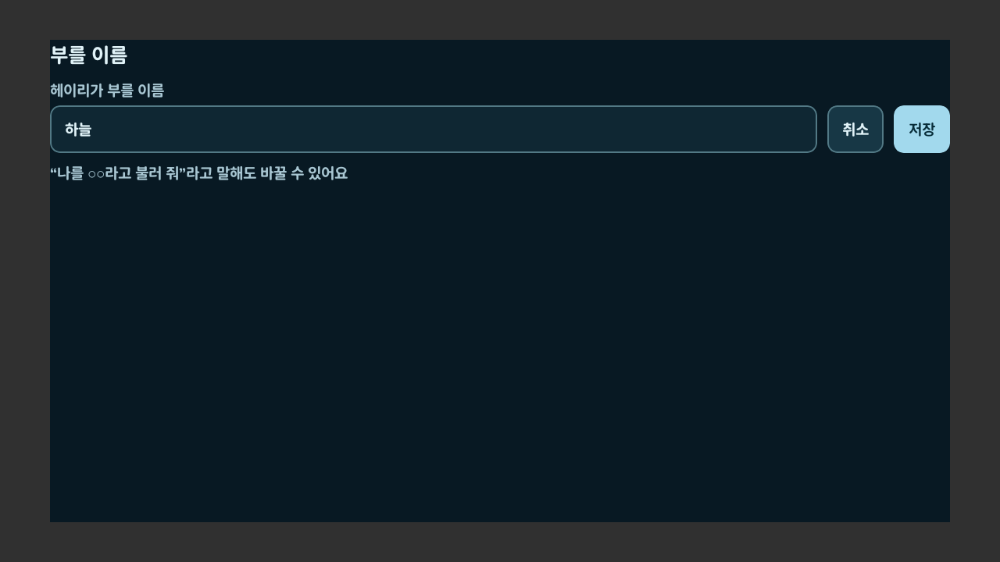 부를 이름
헤이리가 부를 이름
하늘
취소
저장
“나를 ○○라고 불러 줘”라고 말해도 바꿀 수 있어요